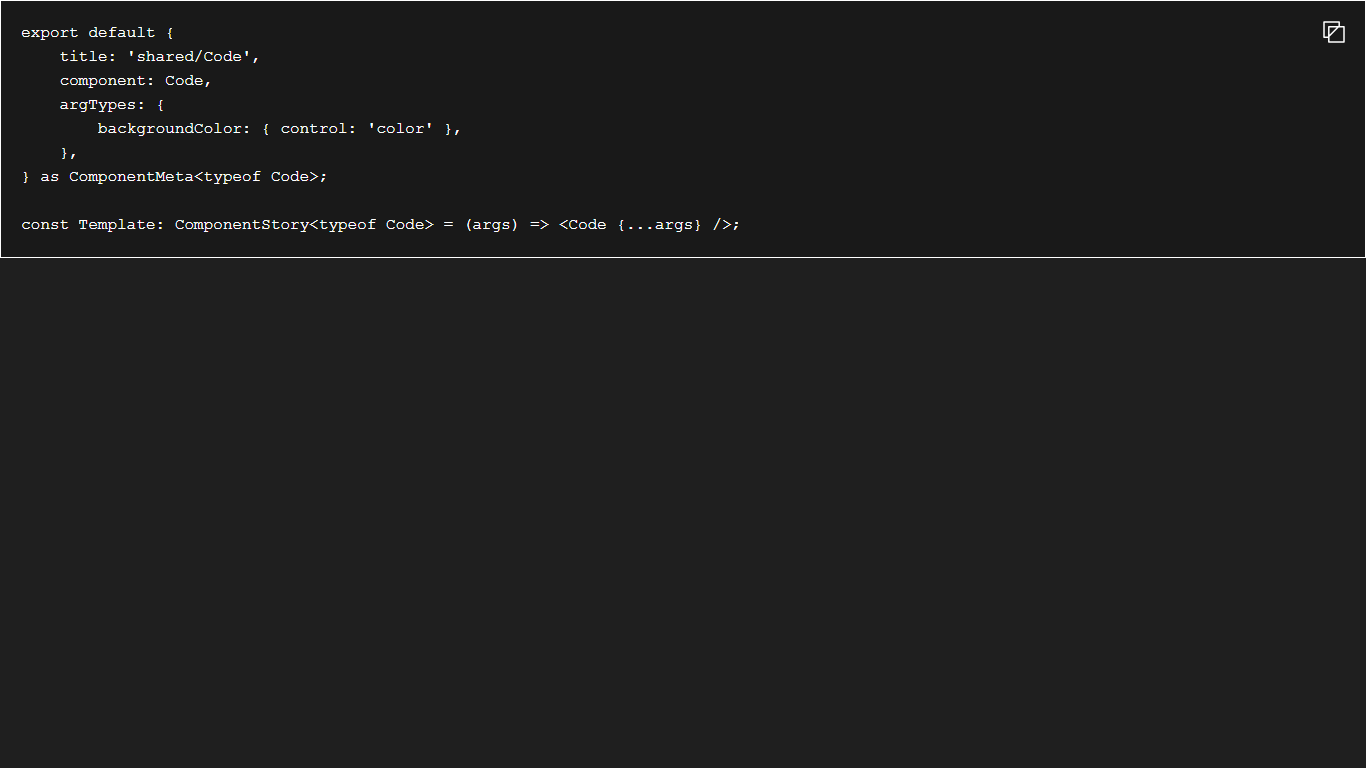 export default {
    title: 'shared/Code',
    component: Code,
    argTypes: {
        backgroundColor: { control: 'color' },
    },
} as ComponentMeta<typeof Code>;

const Template: ComponentStory<typeof Code> = (args) => <Code {...args} />;